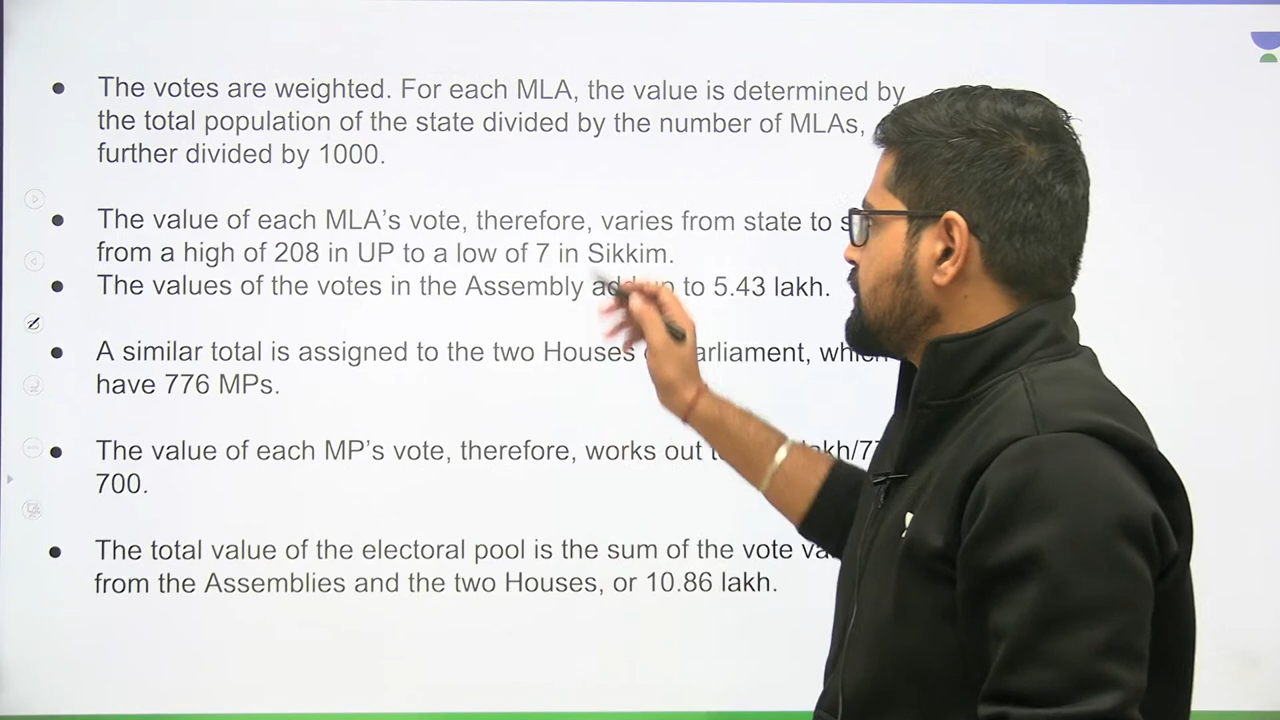 The votes are weighted. For each MLA, the value is determined by
the total population of the state divided by the number of MLAs,
further divided by 1000.
The value of each MLA’s vote, therefore, varies from state to
from a high of 208 in UP to a low of 7 in Sikkim.
The values of the votes in the Assembly add to 5.43 lakh.
A similar total is assigned to the two Houses
have 776 MPs.
The value of each MP’s vote, therefore, works out
700.
The total value of the electoral pool is the sum of the vote
from the Assemblies and the two Houses, or 10.86 lakh.